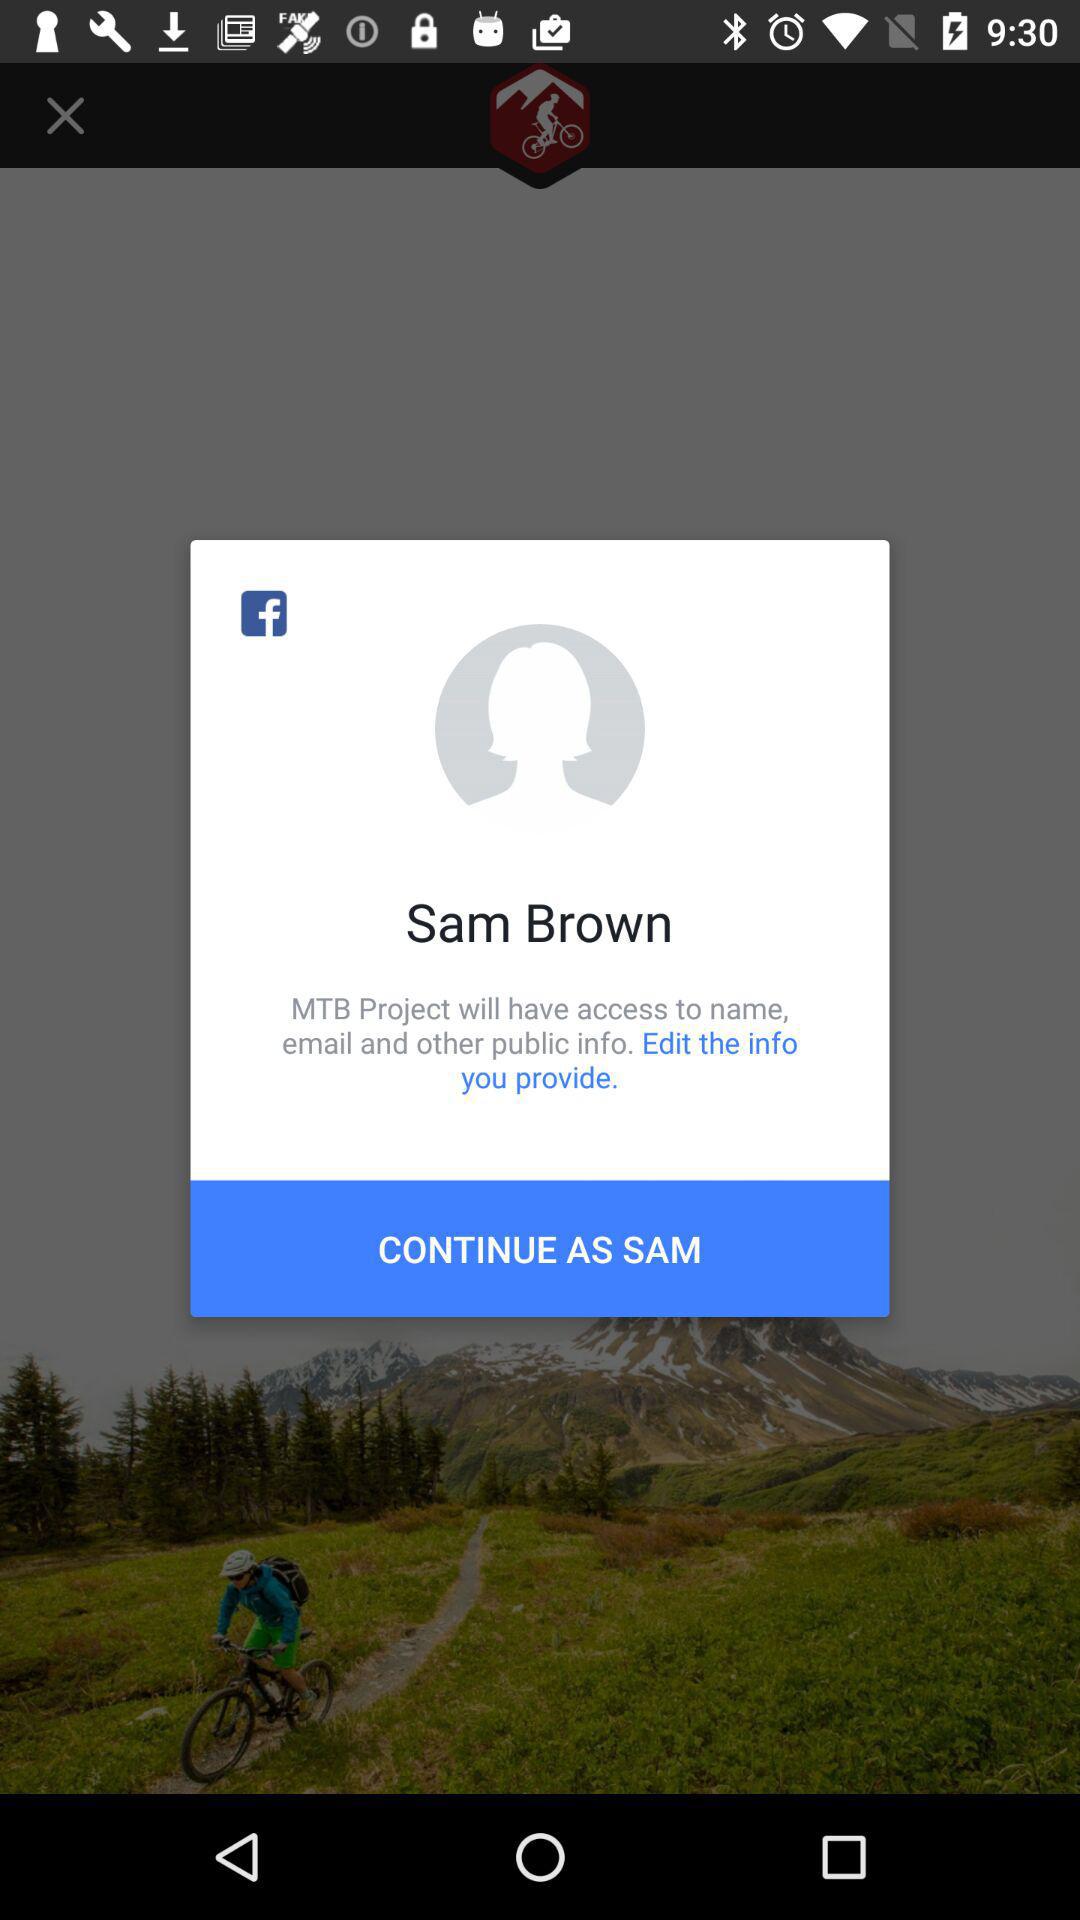 FAKE
9:30
Sam Brown
MTB Project will have access to name,
email and other public info. Edit the info
you provide.
CONTINUE AS SAM